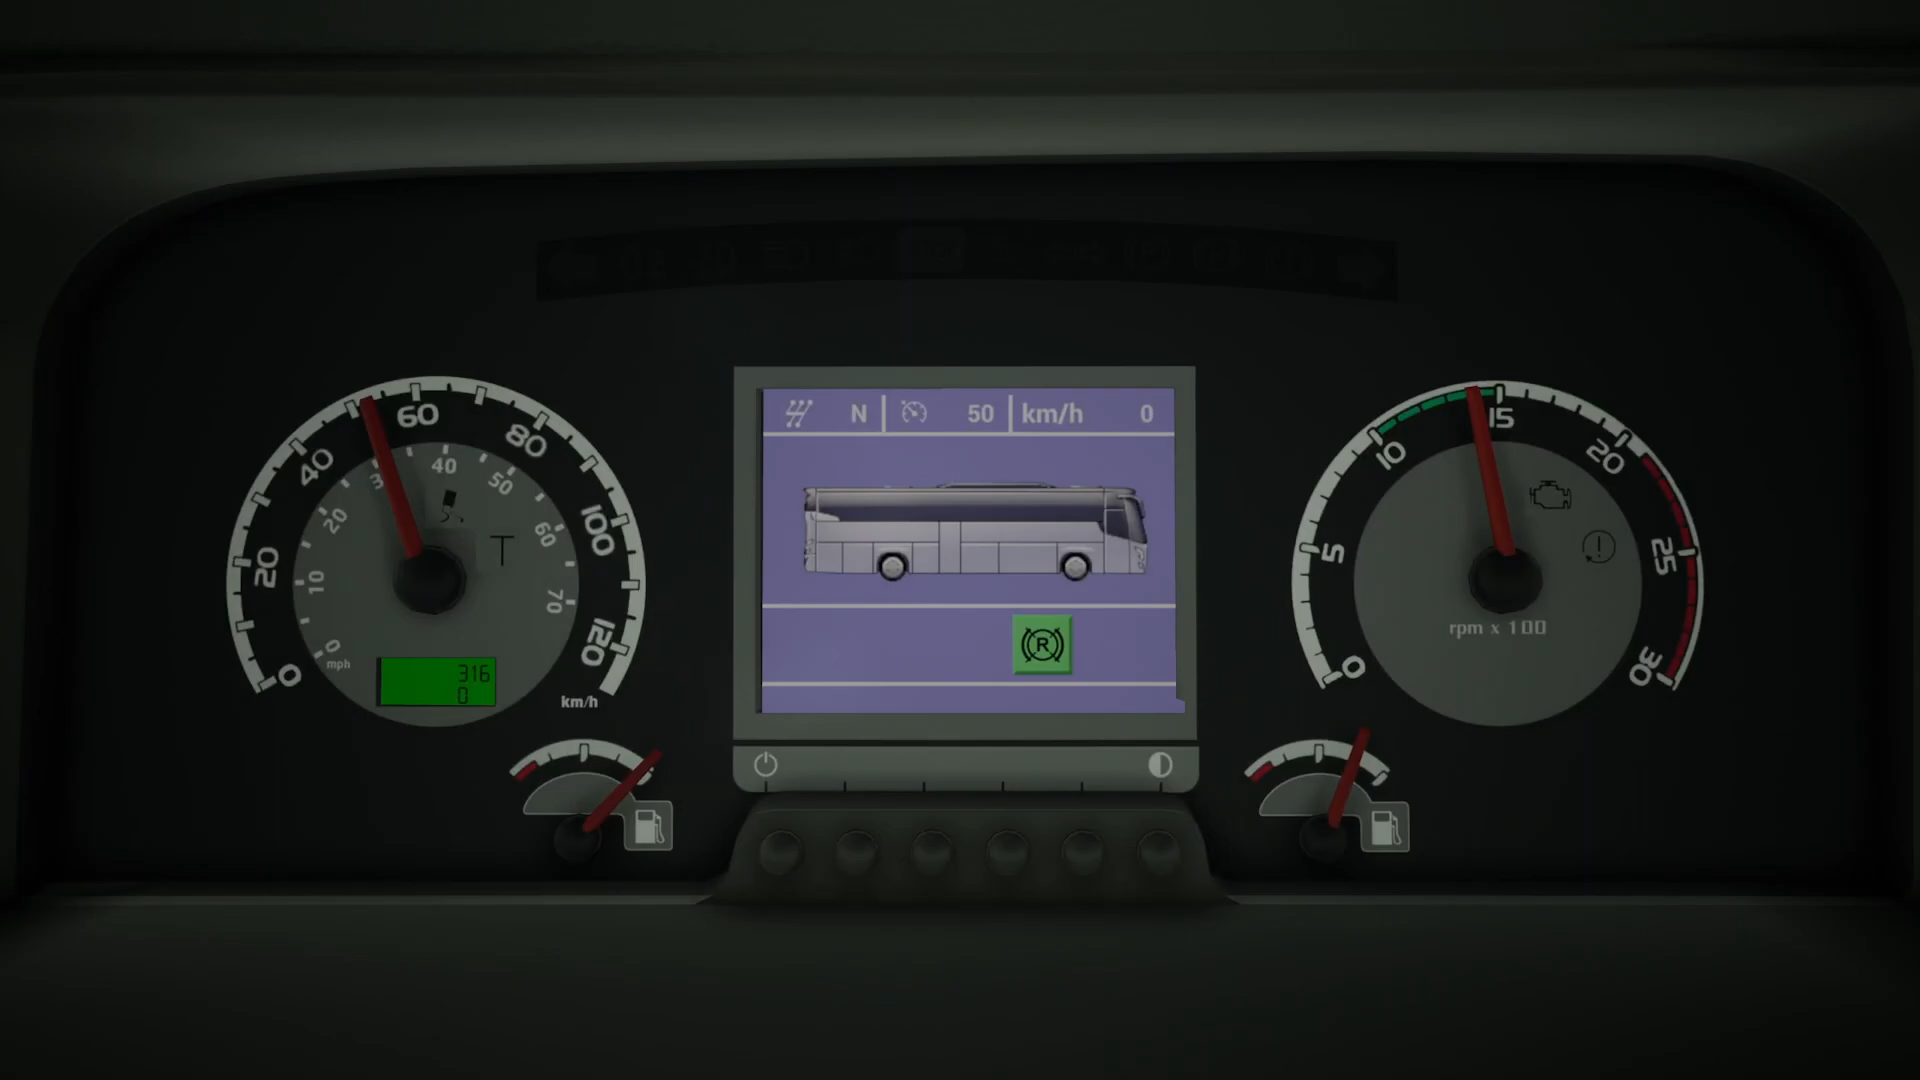 N 50 km/h 0
0 20 40 60 80 100 120
km/h
0 10 20 40 50 60 70
mph
T
316
0
R
0 5 10 15 20 25 30
rpm x 100